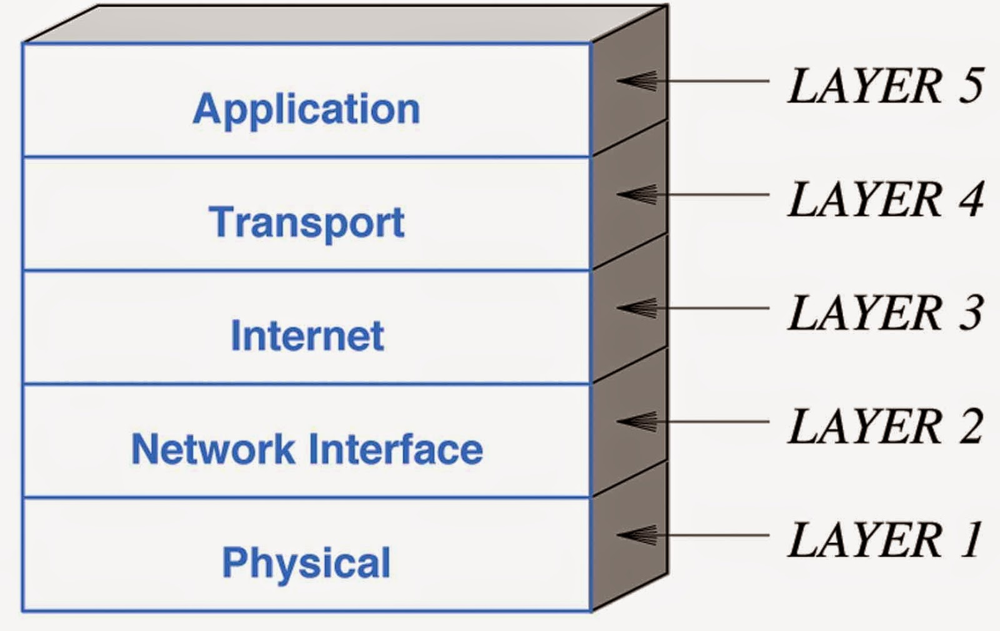 Application LAYER 5
Transport LAYER 4
Internet LAYER 3
Network Interface LAYER 2
Physical LAYER 1